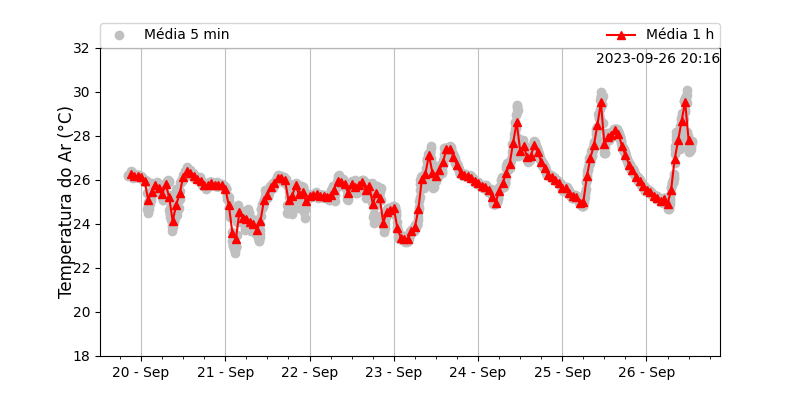 Média 5 min
Média 1 h
2023-09-26 20:16
Temperatura do Ar (°C)
32
30
28
26
24
22
20
18
20 - Sep
21 - Sep
22 - Sep
23 - Sep
24 - Sep
25 - Sep
26 - Sep